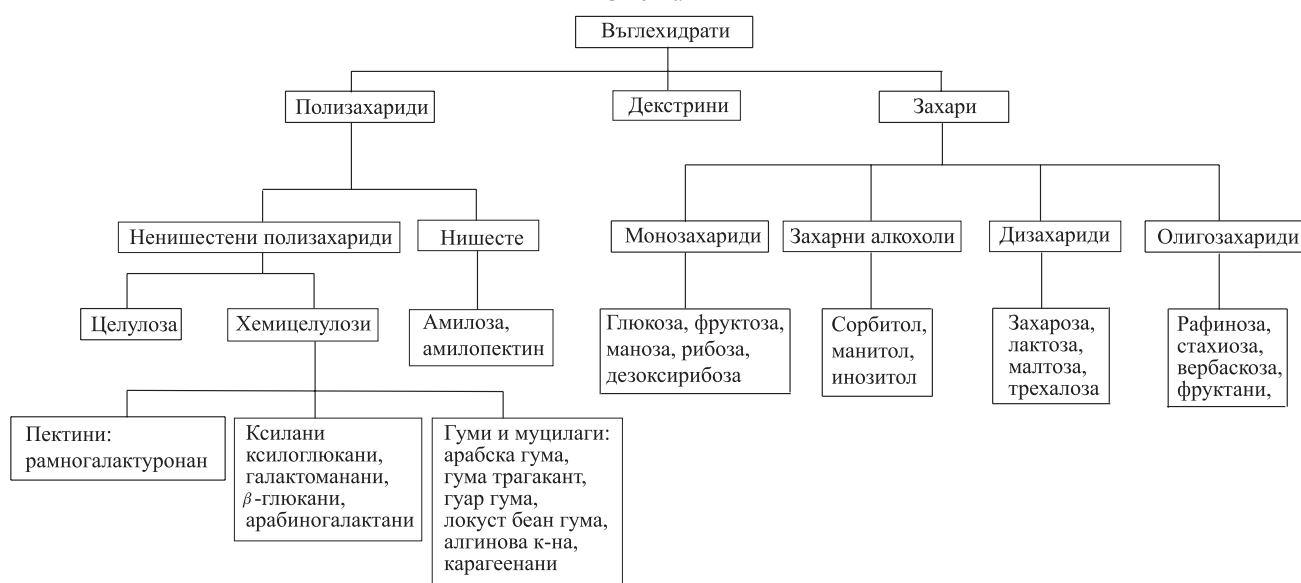 Въглехидрати
Полизахариди
Декстрини
Захари
Ненишестени полизахариди
Нишесте
Монозахариди
Захарни алкохоли
Дизахариди
Олигозахариди
Целулоза
Хемицелулози
Амилоза,
амилопектин
Глюкоза, фруктоза,
маноза, рибоза,
дезоксирибоза
Сорбитол,
манитол,
инозитол
Захароза,
лактоза,
малтоза,
трехалоза
Рафиноза,
стахиоза,
вербаскоза,
фруктани,
Пектини:
рамногалактуронан
Ксилани
ксилоглюкани,
галактоманани,
β-глюкани,
арабиногалактани
Гуми и муцилаги:
арабска гума,
гума трагакант,
гуар гума,
локуст беан гума,
алгинова к-на,
карагеенани